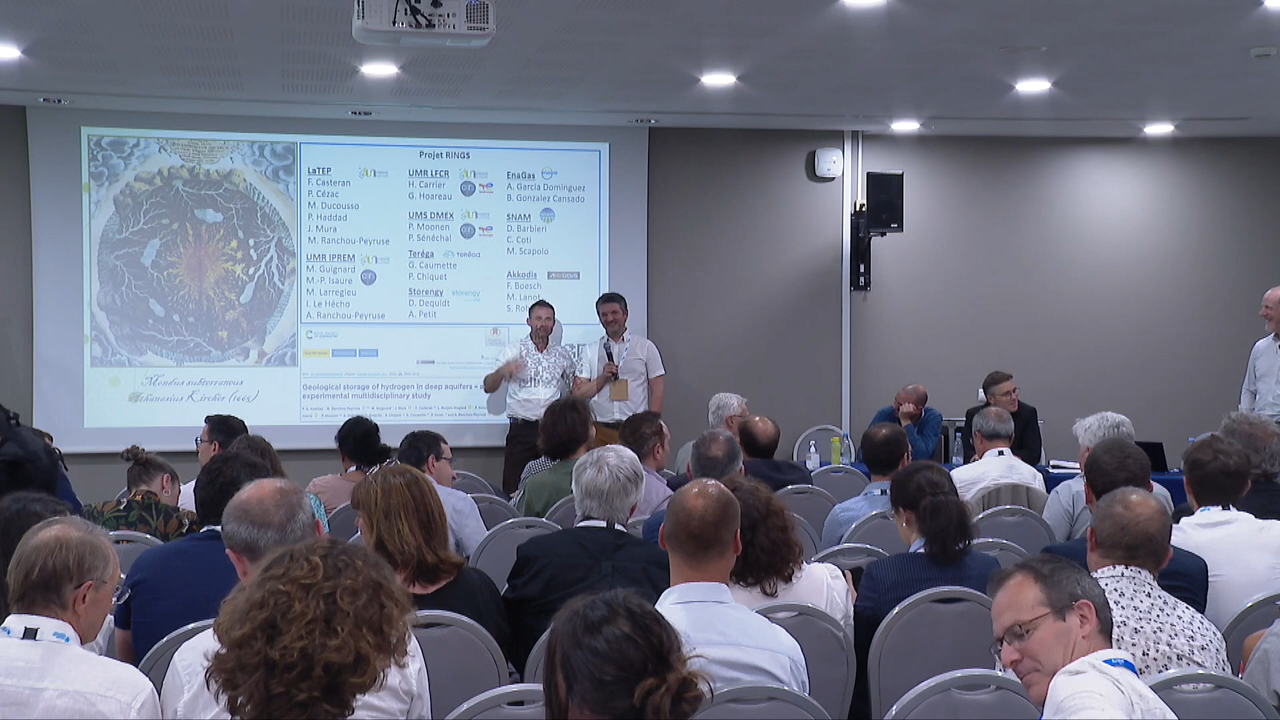 Projet RINGS
LaTEP
F. Casteran
P. Cézac
M. Ducousso
P. Haddad
J. Mura
M. Ranchou-Peyruse
UMR IPREM
M. Guignard
M.-P. Isaure
M. Larregieu
I. Le Hécho
A. Ranchou-Peyruse
UMR LFCR
H. Carrier
G. Hoareau
UMS DMEX
P. Moonen
P. Sénéchal
Teréga
G. Caumette
P. Chiquet
Storengy
D. Dequidt
A. Petit
EnaGas
A. Garcia Dominguez
B. Gonzalez Cansado
SNAM
D. Barbieri
C. Coti
M. Scapolo
Akkodis
F. Boesch
M. Lanot
Geological storage of hydrogen in deep aquifers –
experimental multidisciplinary study
Mondus subterraneus
Athanasius Kircher (1665)